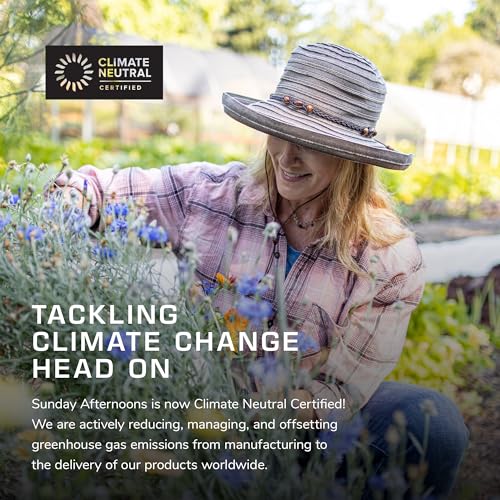 CLIMATE
NEUTRAL
CERTIFIED
TACKLING
CLIMATE CHANGE
HEAD ON
Sunday Afternoons is now Climate Neutral Certified!
We are actively reducing, managing, and offsetting
greenhouse gas emissions from manufacturing to
the delivery of our products worldwide.